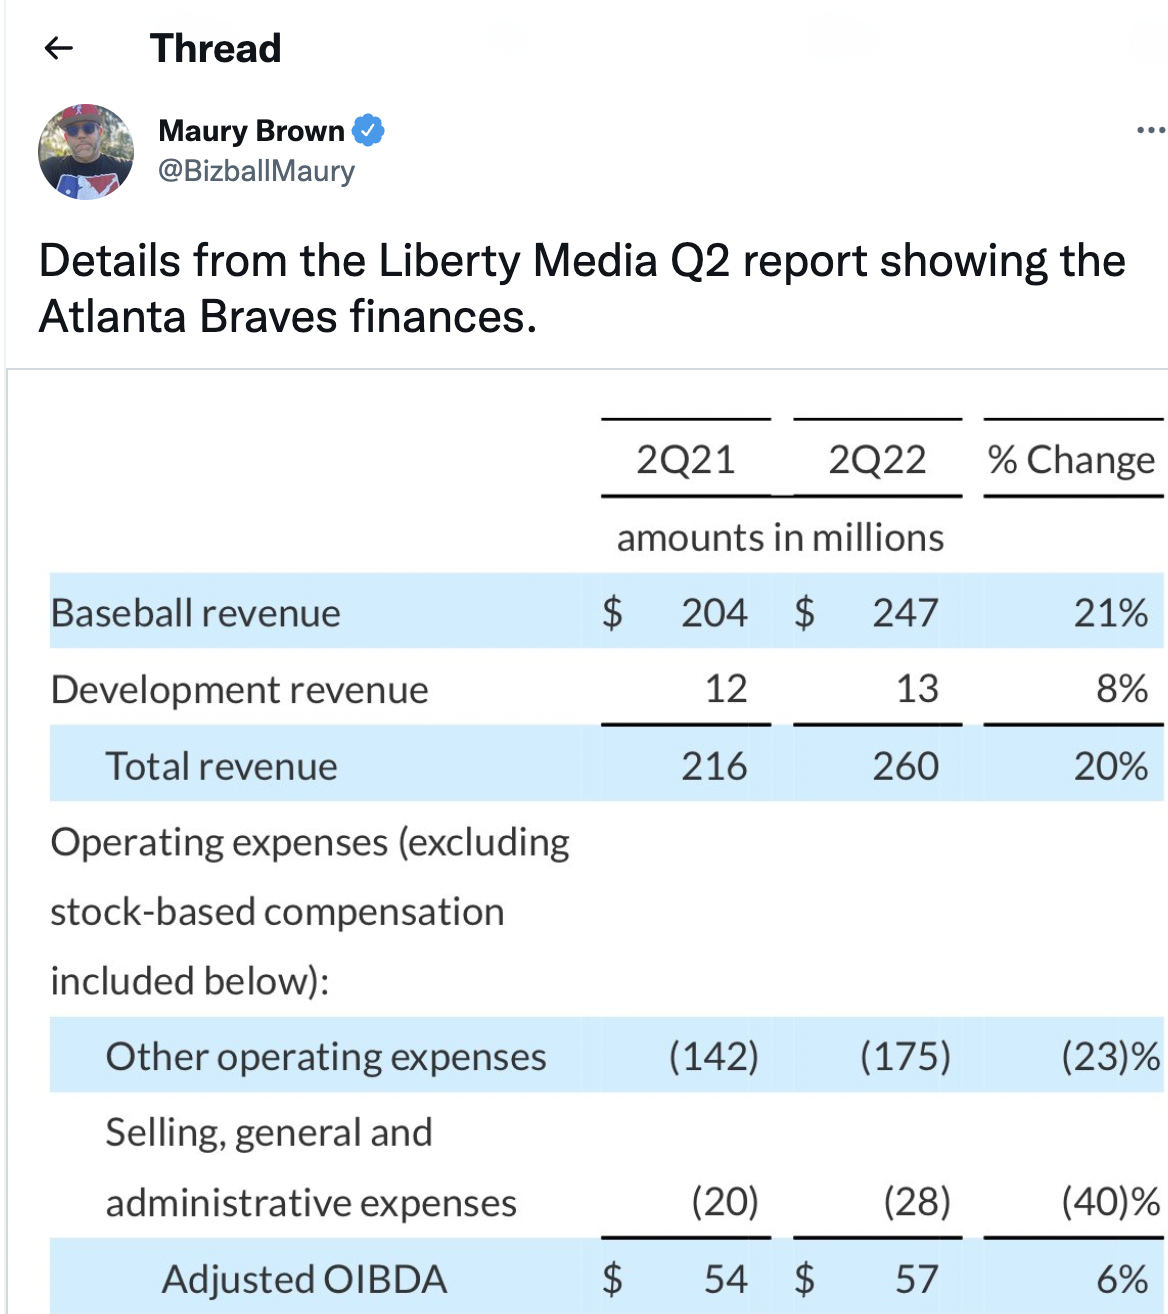 Thread
Maury Brown
@BizballMaury
Details from the Liberty Media Q2 report showing the
Atlanta Braves finances.
2Q21 2Q22 % Change
amounts in millions
Baseball revenue $ 204 $ 247 21%
Development revenue 12 13 8%
Total revenue 216 260 20%
Operating expenses (excluding
stock-based compensation
included below):
Other operating expenses (142) (175) (23)%
Selling, general and
administrative expenses (20) (28) (40)%
Adjusted OIBDA $ 54 $ 57 6%